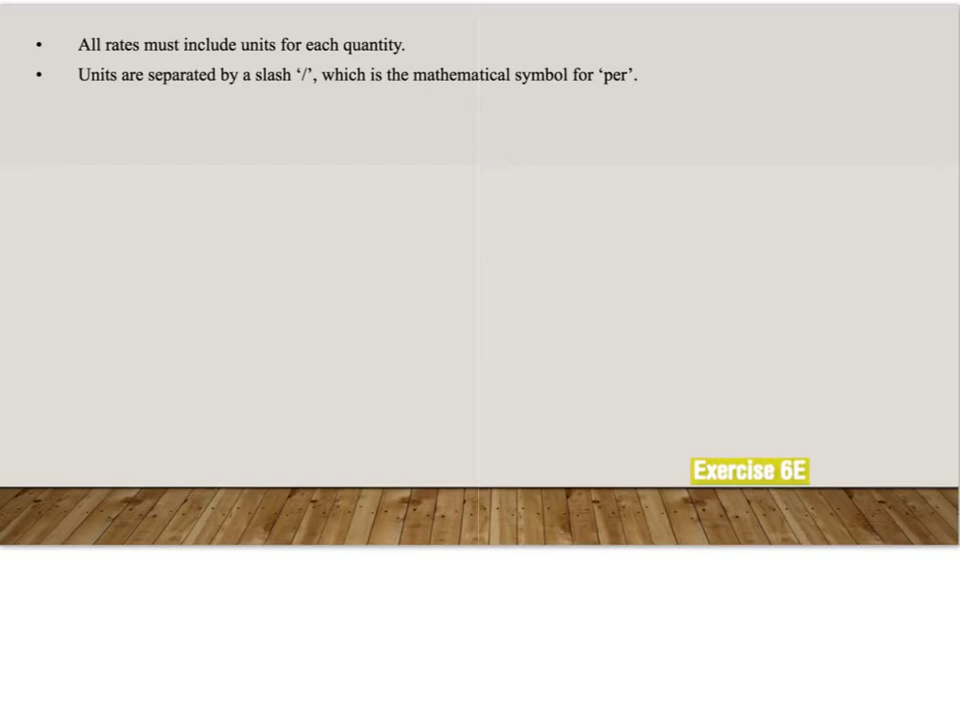 • All rates must include units for each quantity.
• Units are separated by a slash ‘/’, which is the mathematical symbol for ‘per’.
Exercise 6E